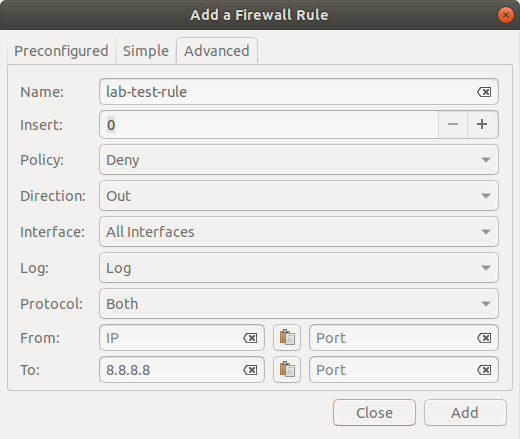 Add a Firewall Rule
Preconfigured Simple Advanced
Name: lab-test-rule
Insert: 0
Policy: Deny
Direction: Out
Interface: All Interfaces
Log: Log
Protocol: Both
From: IP Port
To: 8.8.8.8 Port
Close Add